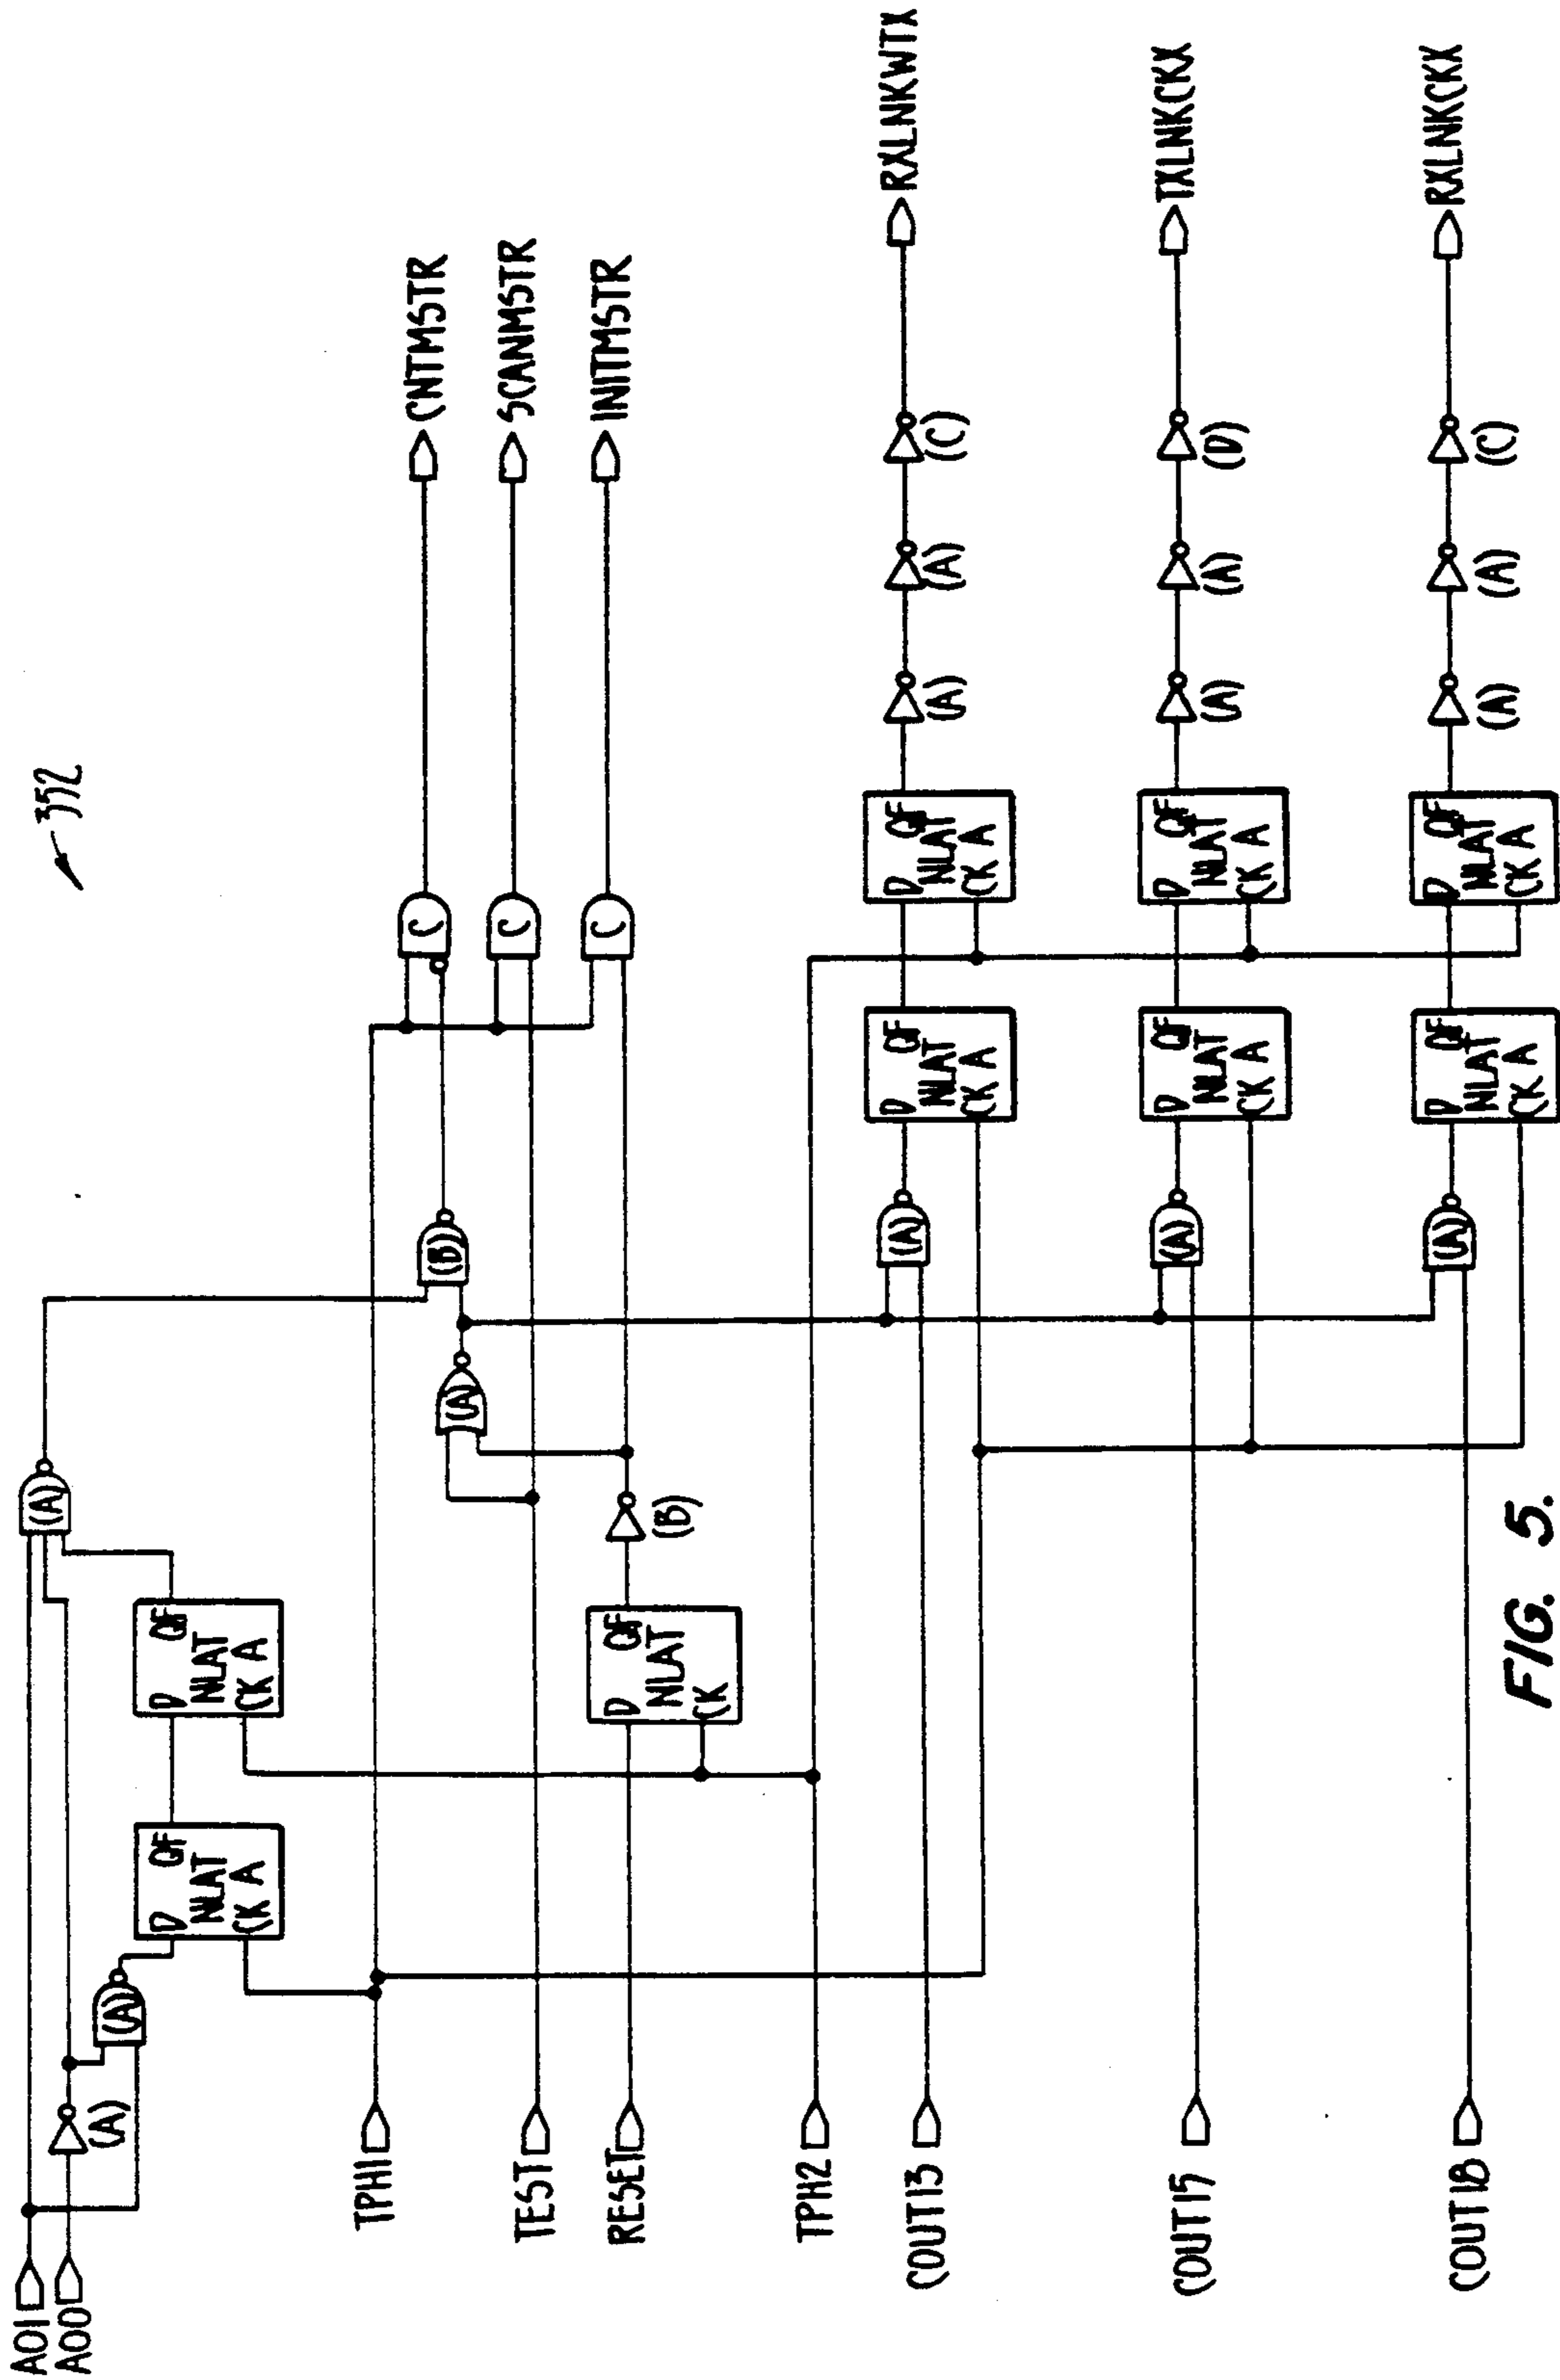 352
A01
A00
(A)
(A)
D QF
NLAT
CK A
D QF
NLAT
CK A
(A)
TPH1
TEST
RESET
D QF
NLAT
CK
(B)
(A)
(B)
C
CNTMSTR
C
SCANMSTR
C
INITMSTR
TPH2
COUT13
(A)
D QF
NLAT
CK A
D QF
NLAT
CK A
(A)
(A)
(C)
RXLNKWTX
COUT15
(A)
D QF
NLAT
CK A
D QF
NLAT
CK A
(A)
(A)
(D)
TXLNKCKX
COUT18
(A)
D QF
NLAT
CK A
D QF
NLAT
CK A
(A)
(A)
(C)
RXLNKCKX
FIG. 5.